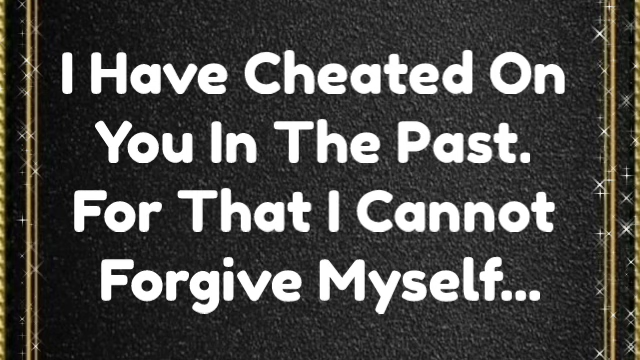 I Have Cheated On
You In The Past.
For That I Cannot
Forgive Myself...